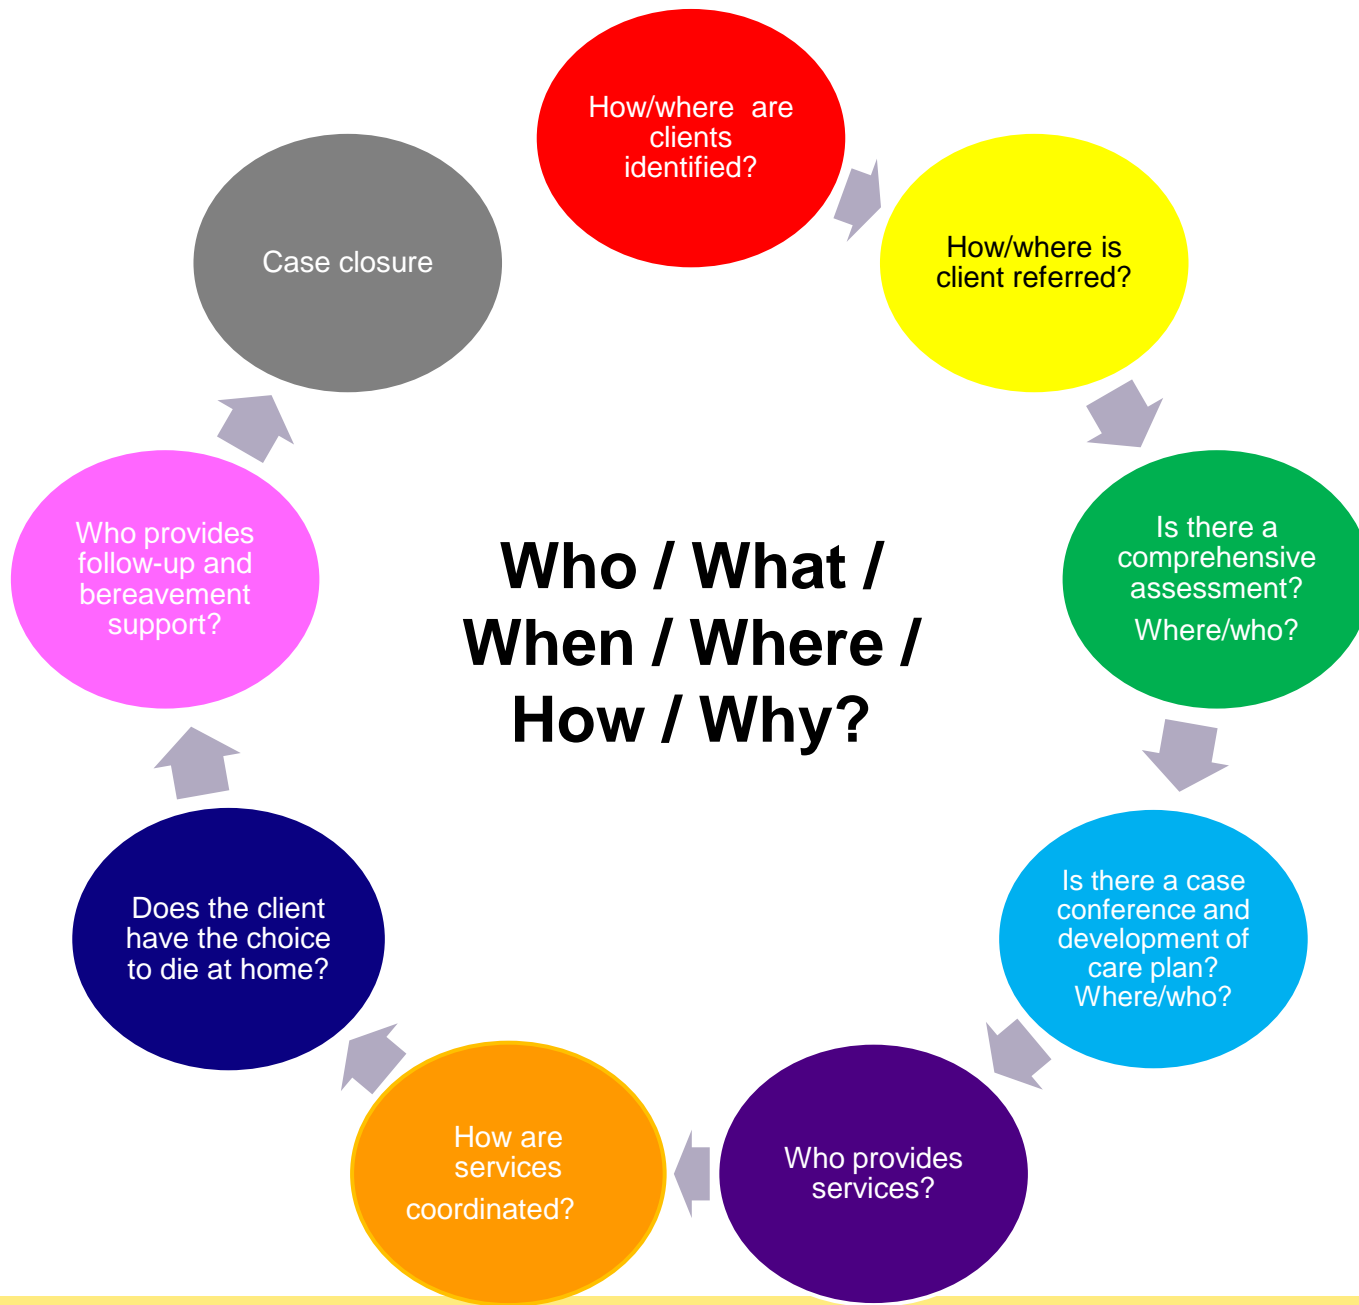 How/where  are
clients
identified?
How/where is
client referred?
Is there a
comprehensive
assessment?
Where/who?
Is there a case
conference and
development of
care plan?
Where/who?
Who provides
services?
How are
services
coordinated?
Does the client
have the choice
to die at home?
Who provides
follow-up and
bereavement
support?
Case closure
Who / What /
When / Where /
How / Why?